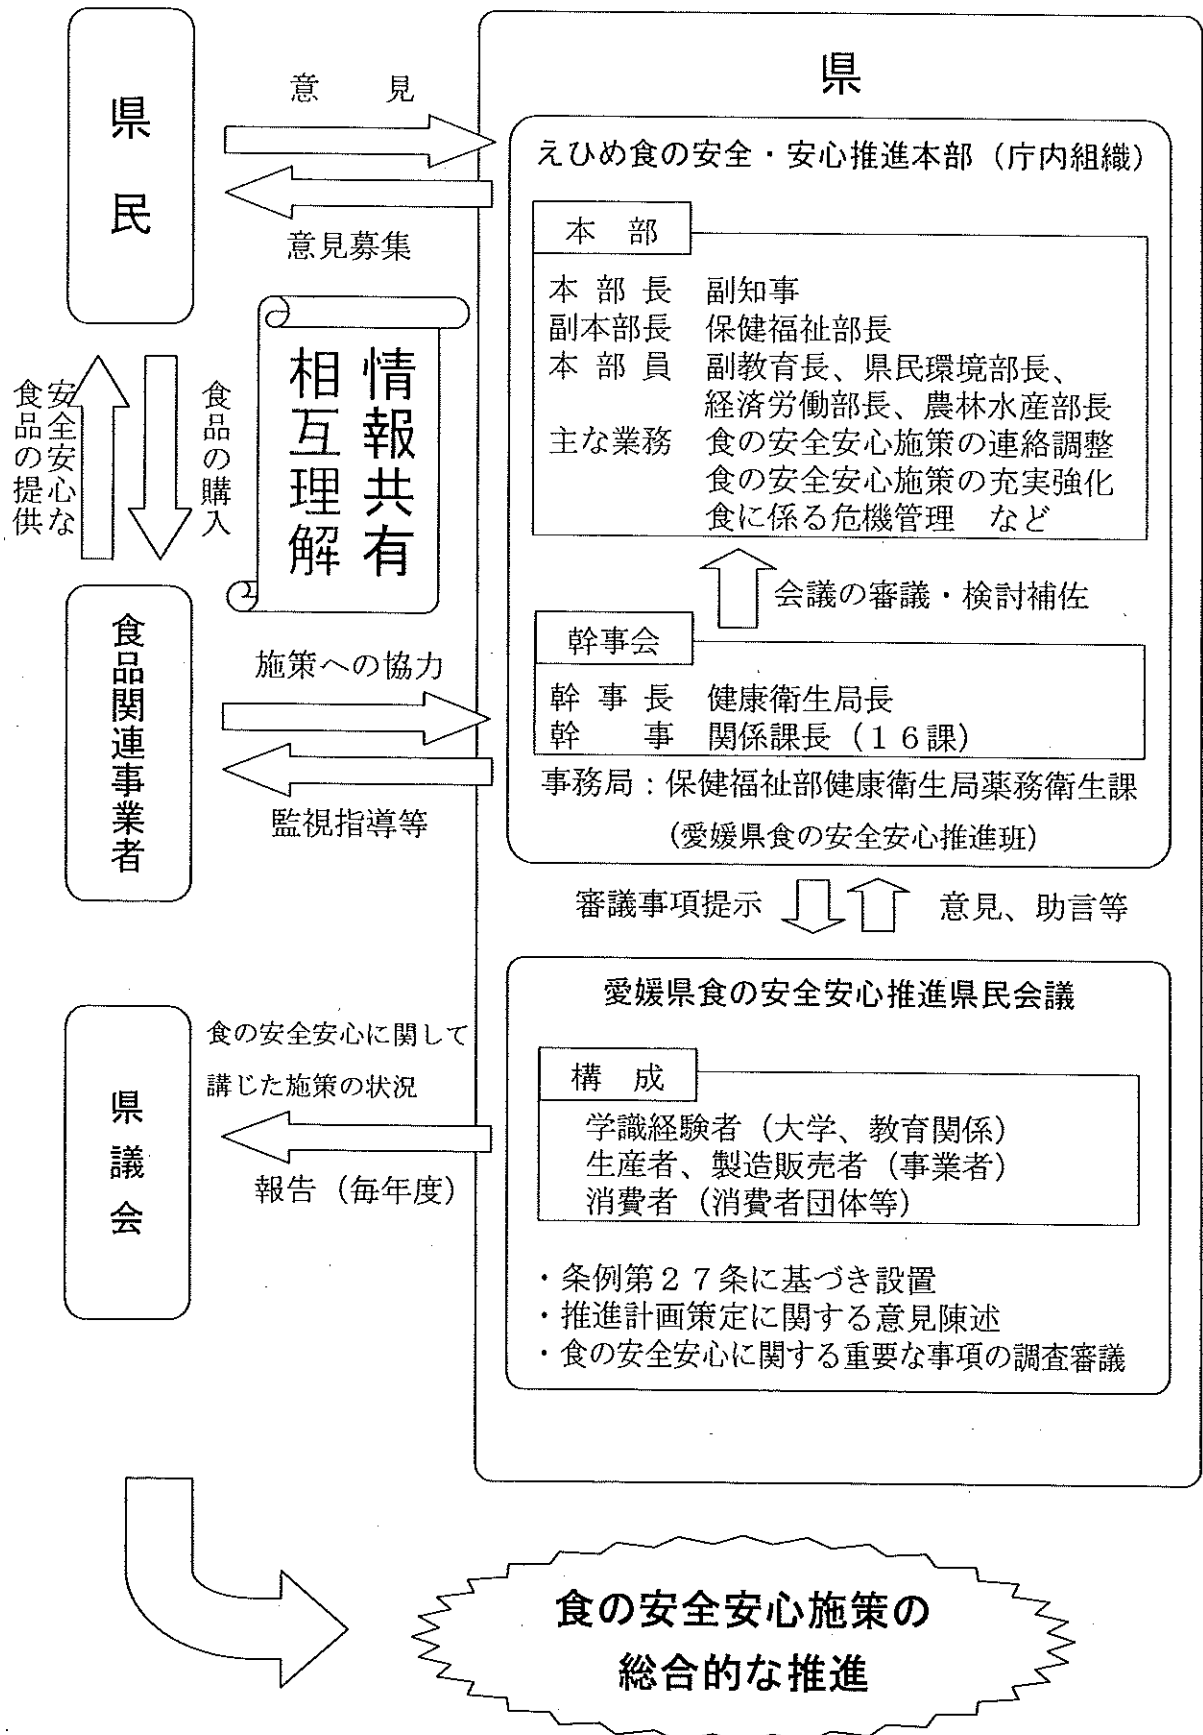 県民
意見
意見募集
安全安心な
食品の提供
食品の購入
情報共有
相互理解
食品関連事業者
施策への協力
監視指導等
県議会
食の安全安心に関して
講じた施策の状況
報告（毎年度）
県
えひめ食の安全・安心推進本部（庁内組織）
本部
本部長 副知事
副本部長 保健福祉部長
本部員 副教育長、県民環境部長、
経済労働部長、農林水産部長
主な業務 食の安全安心施策の連絡調整
食の安全安心施策の充実強化
食に係る危機管理 など
会議の審議・検討補佐
幹事会
幹事長 健康衛生局長
幹事 関係課長（１６課）
事務局：保健福祉部健康衛生局薬務衛生課
（愛媛県食の安全安心推進班）
審議事項提示
意見、助言等
愛媛県食の安全安心推進県民会議
構成
学識経験者（大学、教育関係）
生産者、製造販売者（事業者）
消費者（消費者団体等）
・条例第２７条に基づき設置
・推進計画策定に関する意見陳述
・食の安全安心に関する重要な事項の調査審議
食の安全安心施策の
総合的な推進